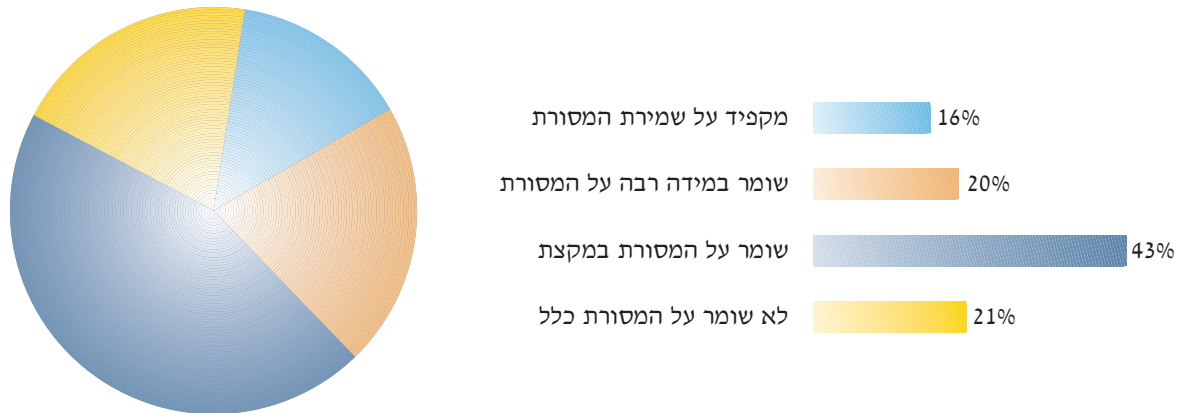 מקפיד על שמירת המסורת 16%
שומר במידה רבה על המסורת 20%
שומר על המסורת במקצת 43%
לא שומר על המסורת כלל 21%